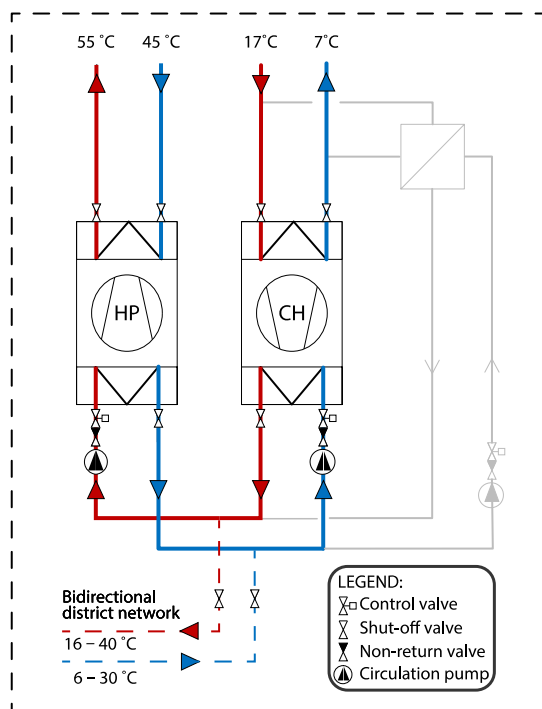 55 ˚C 45 ˚C 17˚C 7˚C
HP CH
Bidirectional
district network
16 – 40 ˚C
6 – 30 ˚C
LEGEND:
Control valve
Shut-off valve
Non-return valve
Circulation pump